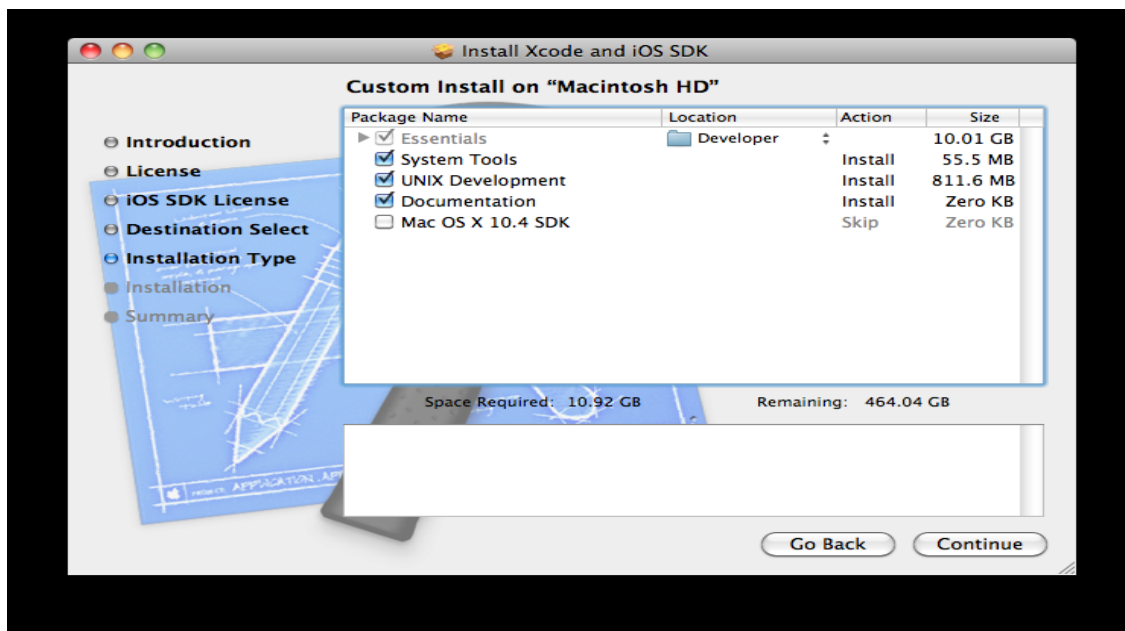 Install Xcode and iOS SDK
Custom Install on “Macintosh HD”
Introduction
License
iOS SDK License
Destination Select
Installation Type
Installation
Summary
Package Name Location Action Size
Essentials Developer 10.01 GB
System Tools Install 55.5 MB
UNIX Development Install 811.6 MB
Documentation Install Zero KB
Mac OS X 10.4 SDK Skip Zero KB
Space Required: 10.92 GB Remaining: 464.04 GB
PROJECT APPLICATION .APP
Go Back Continue